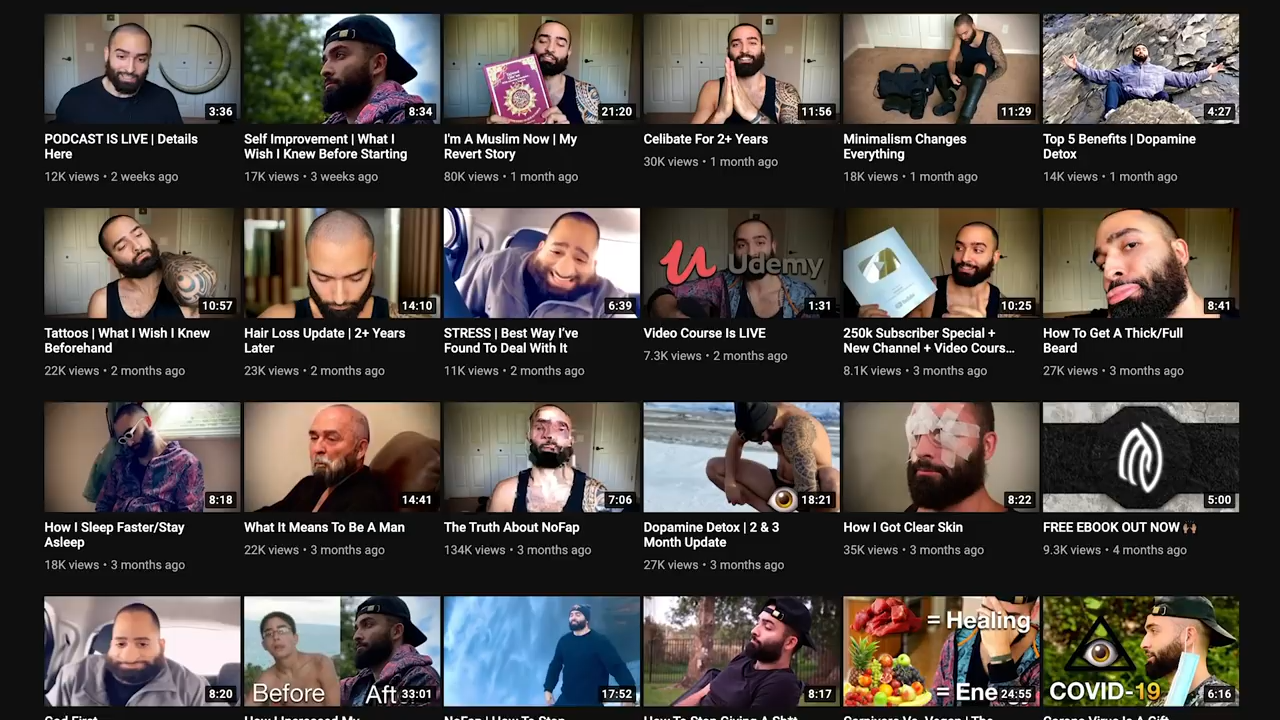 3:36
8:34
21:20
11:56
11:29
4:27
PODCAST IS LIVE | Details
Here
12K views • 2 weeks ago
Self Improvement | What I
Wish I Knew Before Starting
17K views • 3 weeks ago
I'm A Muslim Now | My
Revert Story
80K views • 1 month ago
Celibate For 2+ Years
30K views • 1 month ago
Minimalism Changes
Everything
18K views • 1 month ago
Top 5 Benefits | Dopamine
Detox
14K views • 1 month ago
10:57
14:10
6:39
Udemy
1:31
10:25
8:41
Tattoos | What I Wish I Knew
Beforehand
22K views • 2 months ago
Hair Loss Update | 2+ Years
Later
23K views • 2 months ago
STRESS | Best Way I've
Found To Deal With It
11K views • 2 months ago
Video Course Is LIVE
7.3K views • 2 months ago
250k Subscriber Special +
New Channel + Video Cours...
8.1K views • 3 months ago
How To Get A Thick/Full
Beard
27K views • 3 months ago
8:18
14:41
7:06
18:21
8:22
5:00
How I Sleep Faster/Stay
Asleep
18K views • 3 months ago
What It Means To Be A Man
22K views • 3 months ago
The Truth About NoFap
134K views • 3 months ago
Dopamine Detox | 2 & 3
Month Update
27K views • 3 months ago
How I Got Clear Skin
35K views • 3 months ago
FREE EBOOK OUT NOW 🙌🏽
9.3K views • 4 months ago
8:20
Before
Aft
33:01
17:52
8:17
= Healing
= Ene
24:55
COVID-19
6:16
God First
NoFap | How To Stop